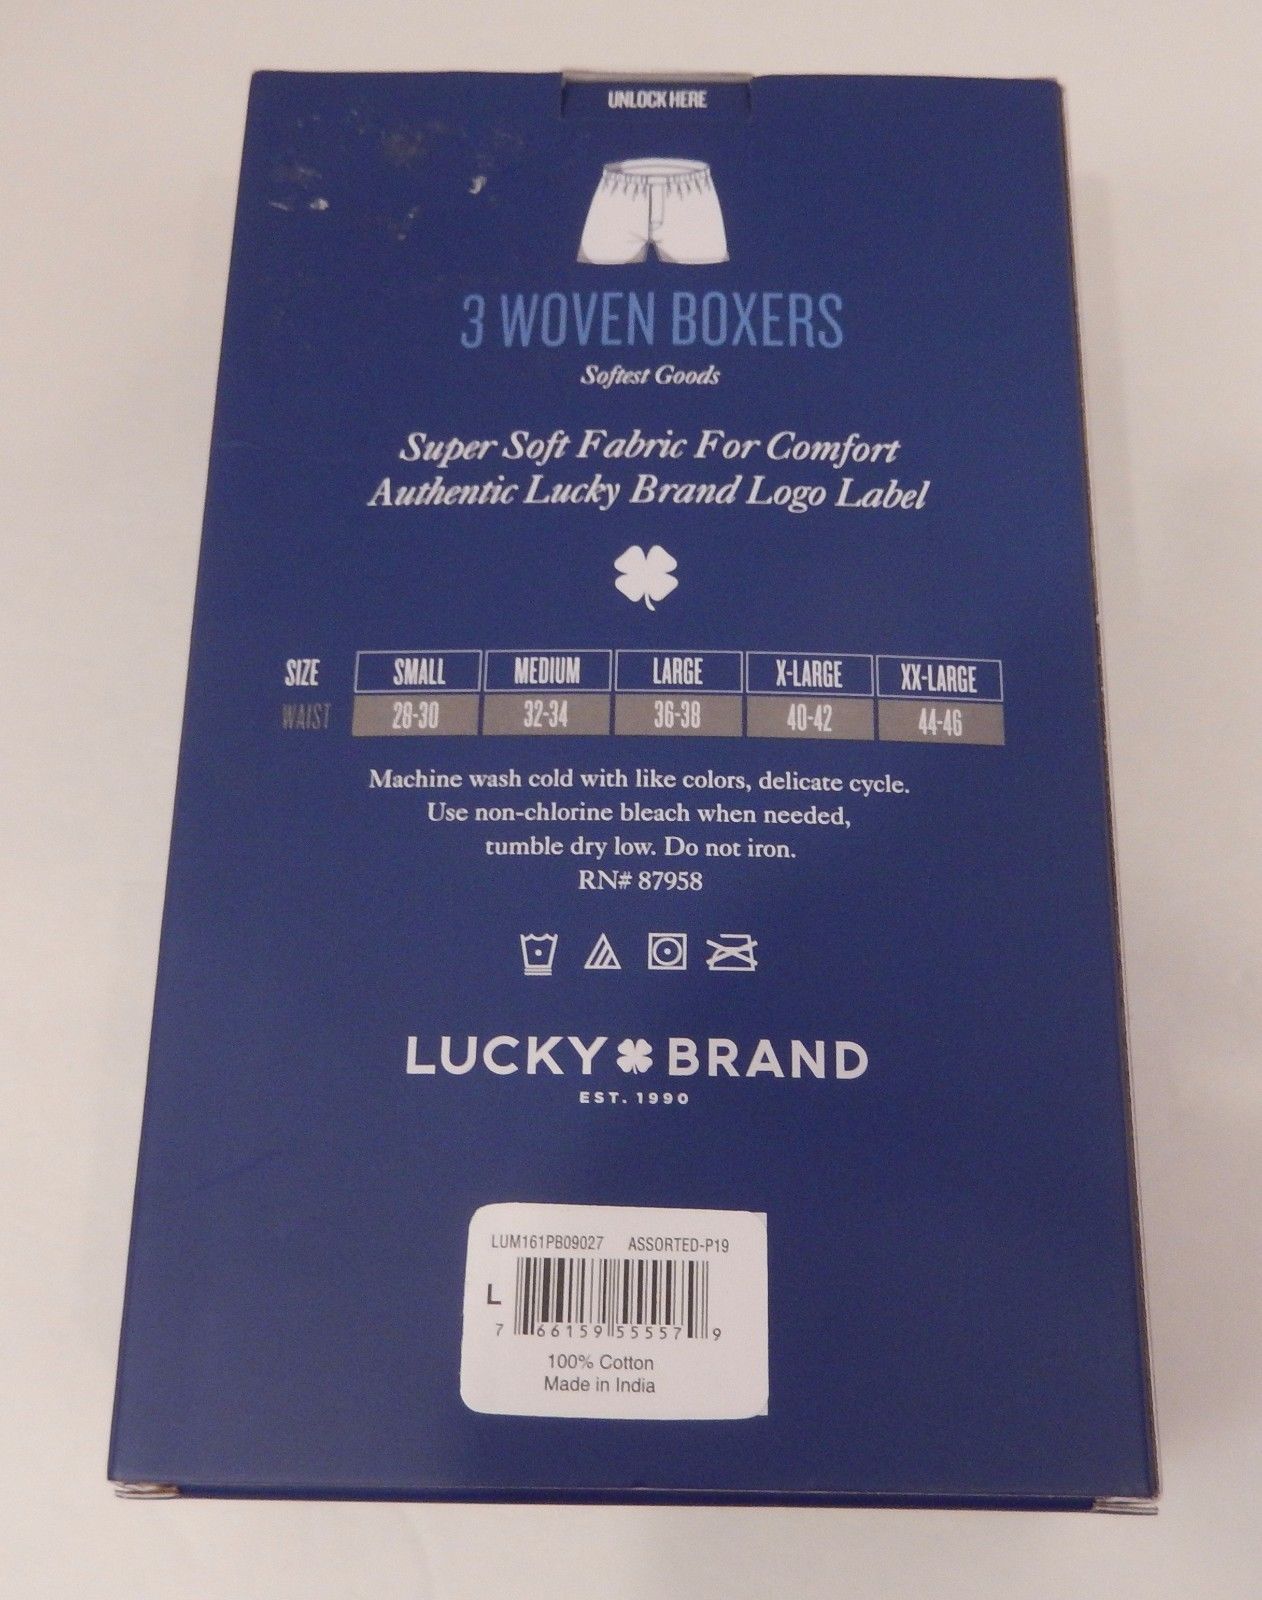 UNLOCK HERE
3 WOVEN BOXERS
Softest Goods
Super Soft Fabric For Comfort
Authentic Lucky Brand Logo Label
SIZE SMALL MEDIUM LARGE X-LARGE XX-LARGE
WAIST 28-30 32-34 36-38 40-42 44-46
Machine wash cold with like colors, delicate cycle.
Use non-chlorine bleach when needed,
tumble dry low. Do not iron.
RN# 87958
LUCKY BRAND
EST. 1990
LUM161PB09027 ASSORTED-P19
L
7 66159 55557 9
100% Cotton
Made in India